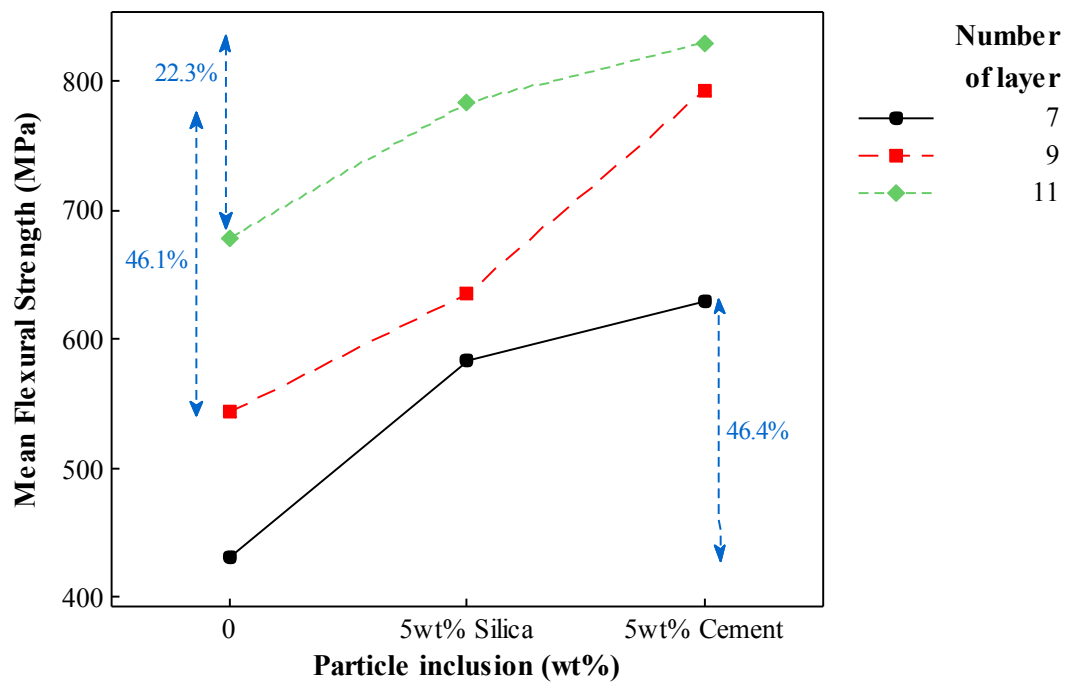 Mean Flexural Strength (MPa)
800
700
600
500
400
22.3%
46.1%
46.4%
0
5wt% Silica
5wt% Cement
Particle inclusion (wt%)
Number
of layer
7
9
11